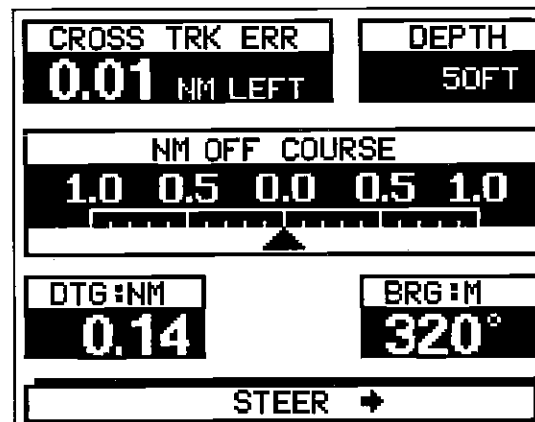 CROSS TRK ERR
0.01 NM LEFT
DEPTH
50FT
NM OFF COURSE
1.0 0.5 0.0 0.5 1.0
DTG:NM
0.14
BRG:M
320°
STEER →